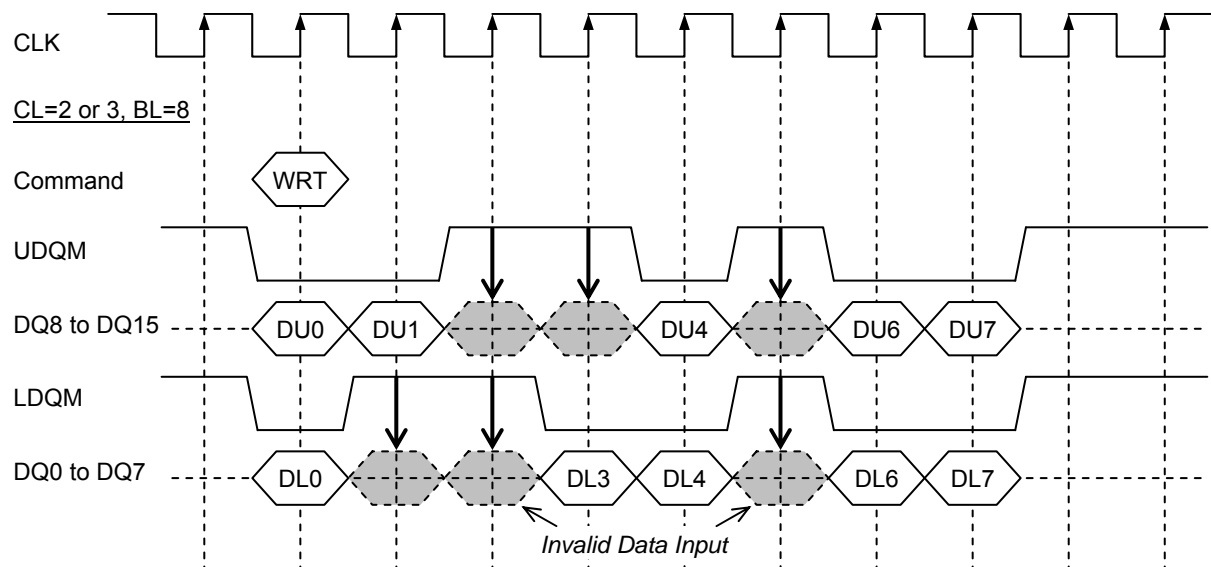 CLK
CL=2 or 3, BL=8
Command WRT
UDQM
DQ8 to DQ15 DU0 DU1 DU4 DU6 DU7
LDQM
DQ0 to DQ7 DL0 DL3 DL4 DL6 DL7
Invalid Data Input